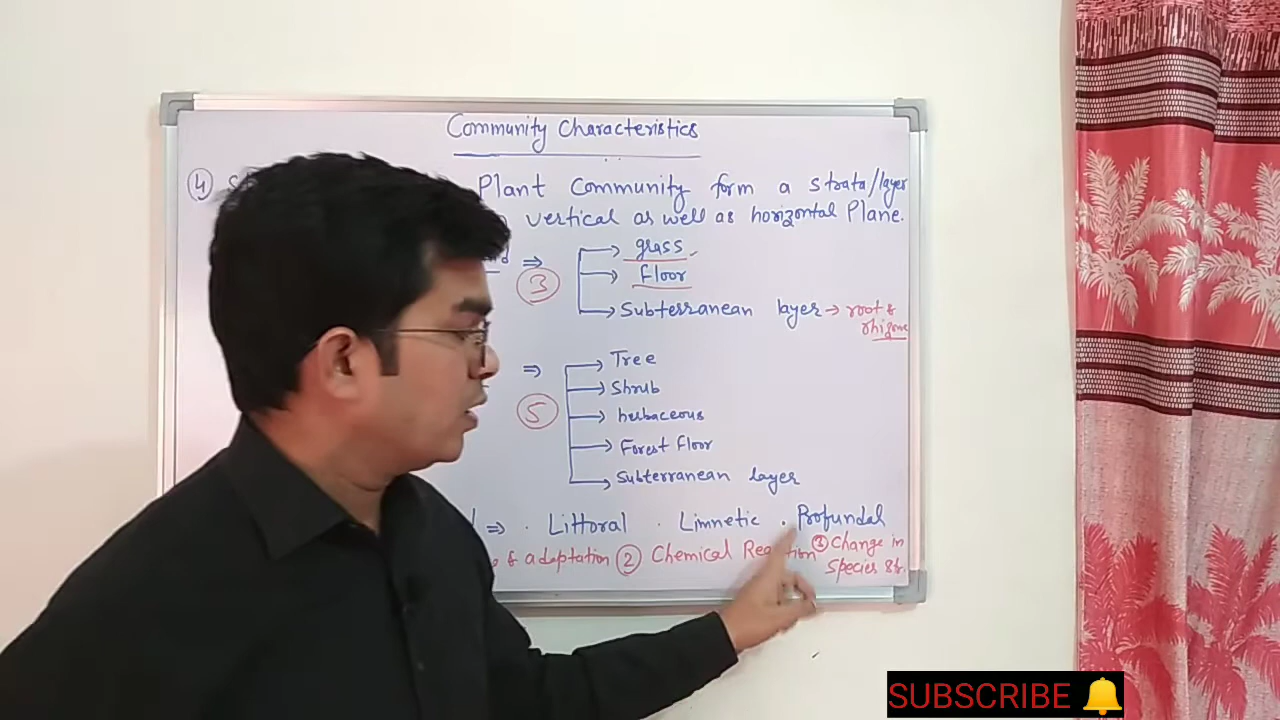 Community Characteristics
④ S Plant Community form a strata/layer
vertical as well as horizontal Plane.
⇒ grass
③ floor
Subterranean layer → root &
rhizome
⇒ Tree
Shrub
⑤ herbaceous
Forest floor
Subterranean layer
⇒ · Littoral · Limnetic · Profundal
& adaptation ② Chemical Reaction ③ Change in
Species
SUBSCRIBE 🔔